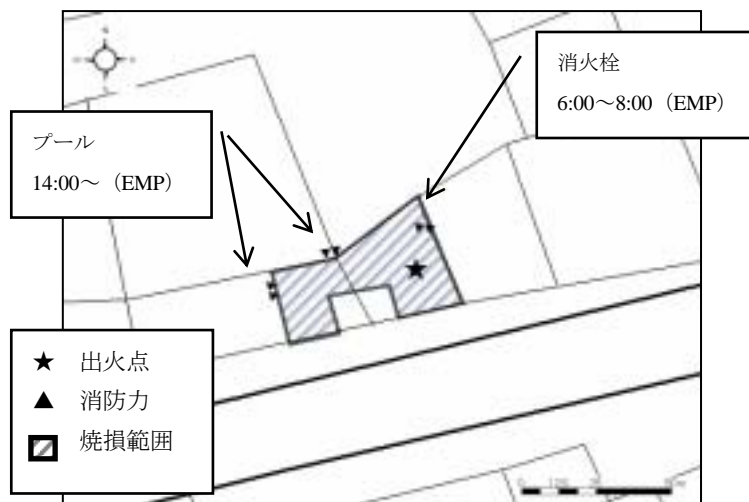 消火栓
6:00～8:00（EMP）
プール
14:00～（EMP）
★ 出火点
▲ 消防力
焼損範囲